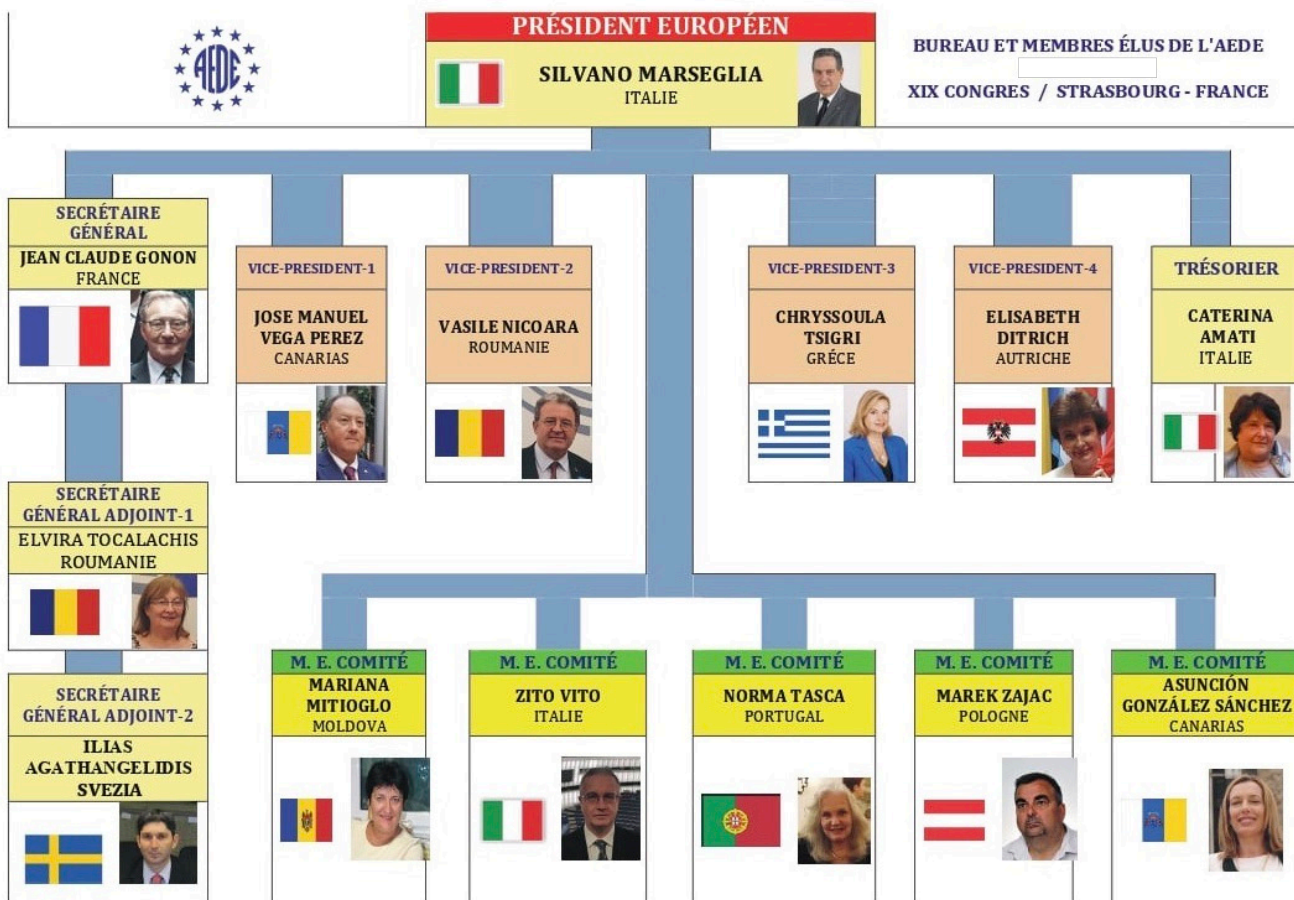 AEDE
PRÉSIDENT EUROPÉEN
SILVANO MARSEGLIA
ITALIE
BUREAU ET MEMBRES ÉLUS DE L'AEDE
XIX CONGRES / STRASBOURG - FRANCE
SECRÉTAIRE
GÉNÉRAL
JEAN CLAUDE GONON
FRANCE
VICE-PRESIDENT-1
JOSE MANUEL
VEGA PEREZ
CANARIAS
VICE-PRESIDENT-2
VASILE NICOARA
ROUMANIE
VICE-PRESIDENT-3
CHRYSSOULA
TSIGRI
GRÉCE
VICE-PRESIDENT-4
ELISABETH
DITRICH
AUTRICHE
TRÉSORIER
CATERINA
AMATI
ITALIE
SECRÉTAIRE
GÉNÉRAL ADJOINT-1
ELVIRA TOCALACHIS
ROUMANIE
SECRÉTAIRE
GÉNÉRAL ADJOINT-2
ILIAS
AGATHANGELIDIS
SVEZIA
M. E. COMITÉ
MARIANA
MITIOGLO
MOLDOVA
M. E. COMITÉ
ZITO VITO
ITALIE
M. E. COMITÉ
NORMA TASCA
PORTUGAL
M. E. COMITÉ
MAREK ZAJAC
POLOGNE
M. E. COMITÉ
ASUNCIÓN
GONZÁLEZ SÁNCHEZ
CANARIAS